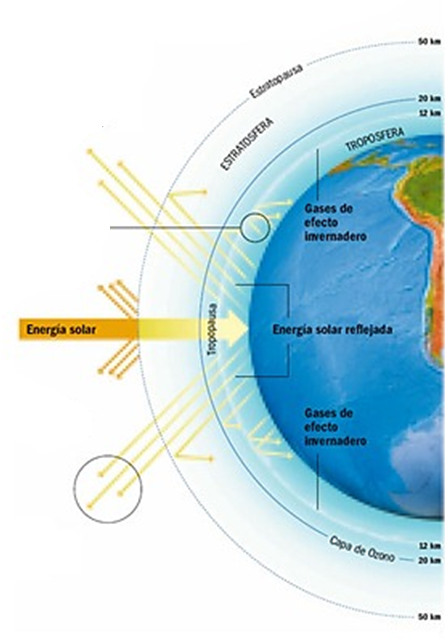 50 km
Estratopausa
20 km
12 km
ESTRATOSFERA
TROPOSFERA
Gases de
efecto
invernadero
Energía solar
Tropopausa
Energía solar reflejada
Gases de
efecto
invernadero
Capa de Ozono
12 km
20 km
50 km